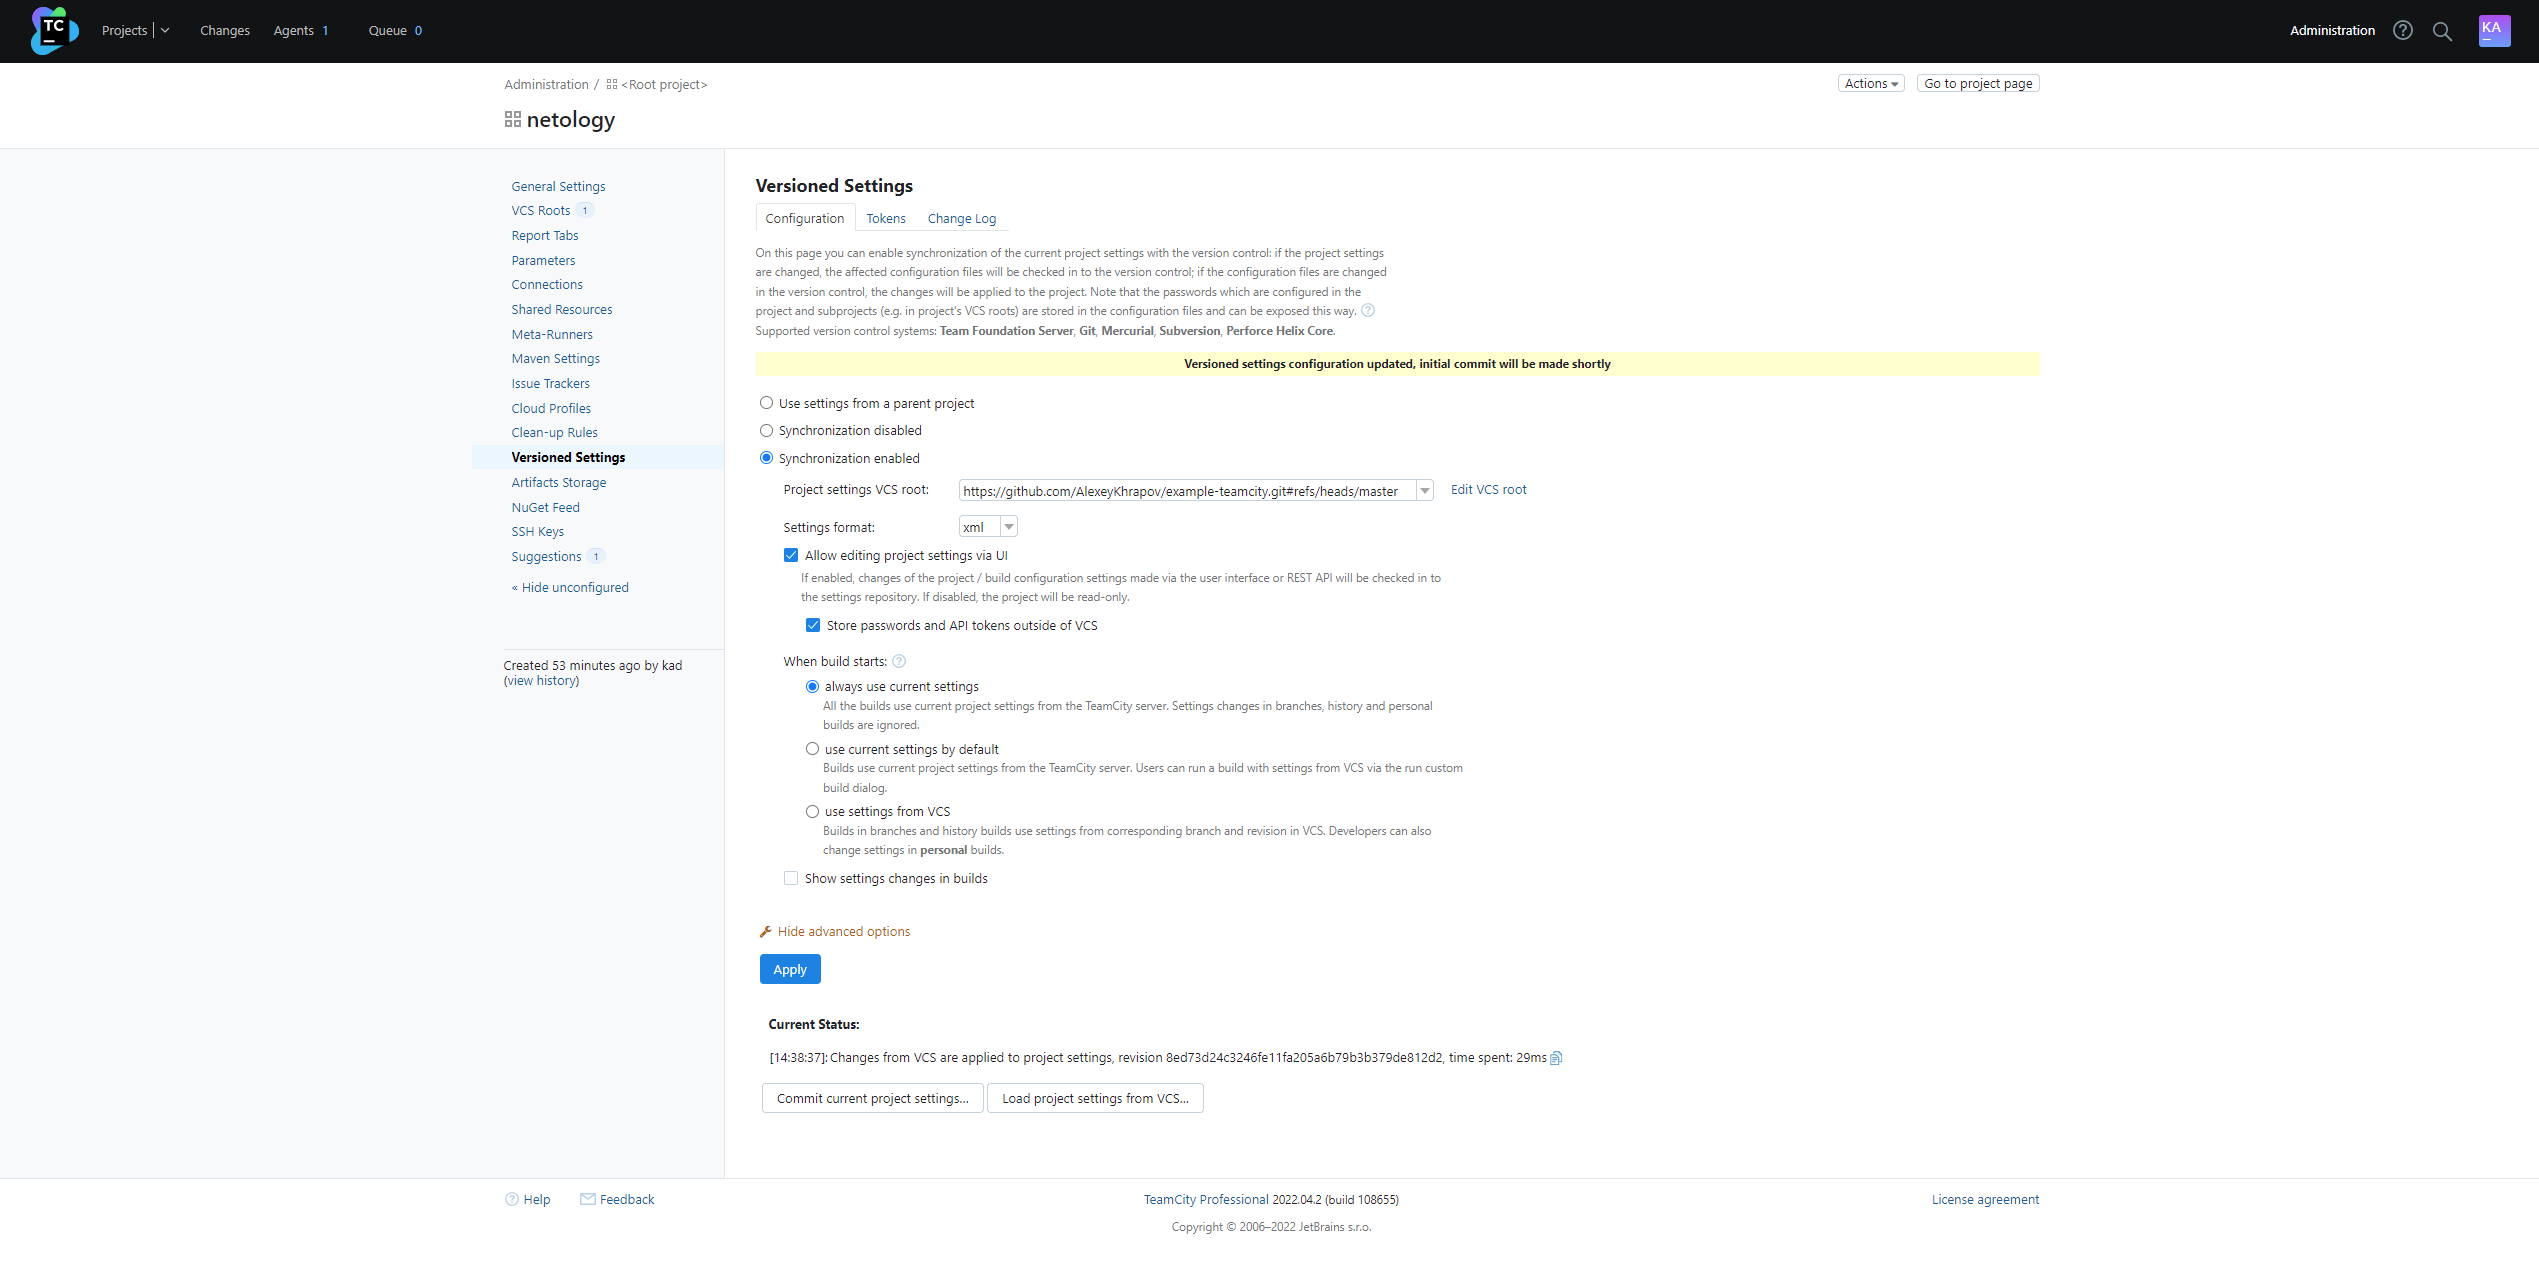 TC
Projects
Changes
Agents 1
Queue 0
Administration
KA
Administration / <Root project>
Actions
Go to project page
netology
General Settings
VCS Roots 1
Report Tabs
Parameters
Connections
Shared Resources
Meta-Runners
Maven Settings
Issue Trackers
Cloud Profiles
Clean-up Rules
Versioned Settings
Artifacts Storage
NuGet Feed
SSH Keys
Suggestions 1
« Hide unconfigured
Created 53 minutes ago by kad
(view history)
Versioned Settings
Configuration
Tokens
Change Log
On this page you can enable synchronization of the current project settings with the version control: if the project settings
are changed, the affected configuration files will be checked in to the version control; if the configuration files are changed
in the version control, the changes will be applied to the project. Note that the passwords which are configured in the
project and subprojects (e.g. in project's VCS roots) are stored in the configuration files and can be exposed this way. ?
Supported version control systems: Team Foundation Server, Git, Mercurial, Subversion, Perforce Helix Core.
Versioned settings configuration updated, initial commit will be made shortly
Use settings from a parent project
Synchronization disabled
Synchronization enabled
Project settings VCS root: https://github.com/AlexeyKhrapov/example-teamcity.git#refs/heads/master Edit VCS root
Settings format: xml
Allow editing project settings via UI
If enabled, changes of the project / build configuration settings made via the user interface or REST API will be checked in to
the settings repository. If disabled, the project will be read-only.
Store passwords and API tokens outside of VCS
When build starts: ?
always use current settings
All the builds use current project settings from the TeamCity server. Settings changes in branches, history and personal
builds are ignored.
use current settings by default
Builds use current project settings from the TeamCity server. Users can run a build with settings from VCS via the run custom
build dialog.
use settings from VCS
Builds in branches and history builds use settings from corresponding branch and revision in VCS. Developers can also
change settings in personal builds.
Show settings changes in builds
Hide advanced options
Apply
Current Status:
[14:38:37]: Changes from VCS are applied to project settings, revision 8ed73d24c3246fe11fa205a6b79b3b379de812d2, time spent: 29ms
Commit current project settings...
Load project settings from VCS...
? Help
Feedback
TeamCity Professional 2022.04.2 (build 108655)
License agreement
Copyright © 2006–2022 JetBrains s.r.o.